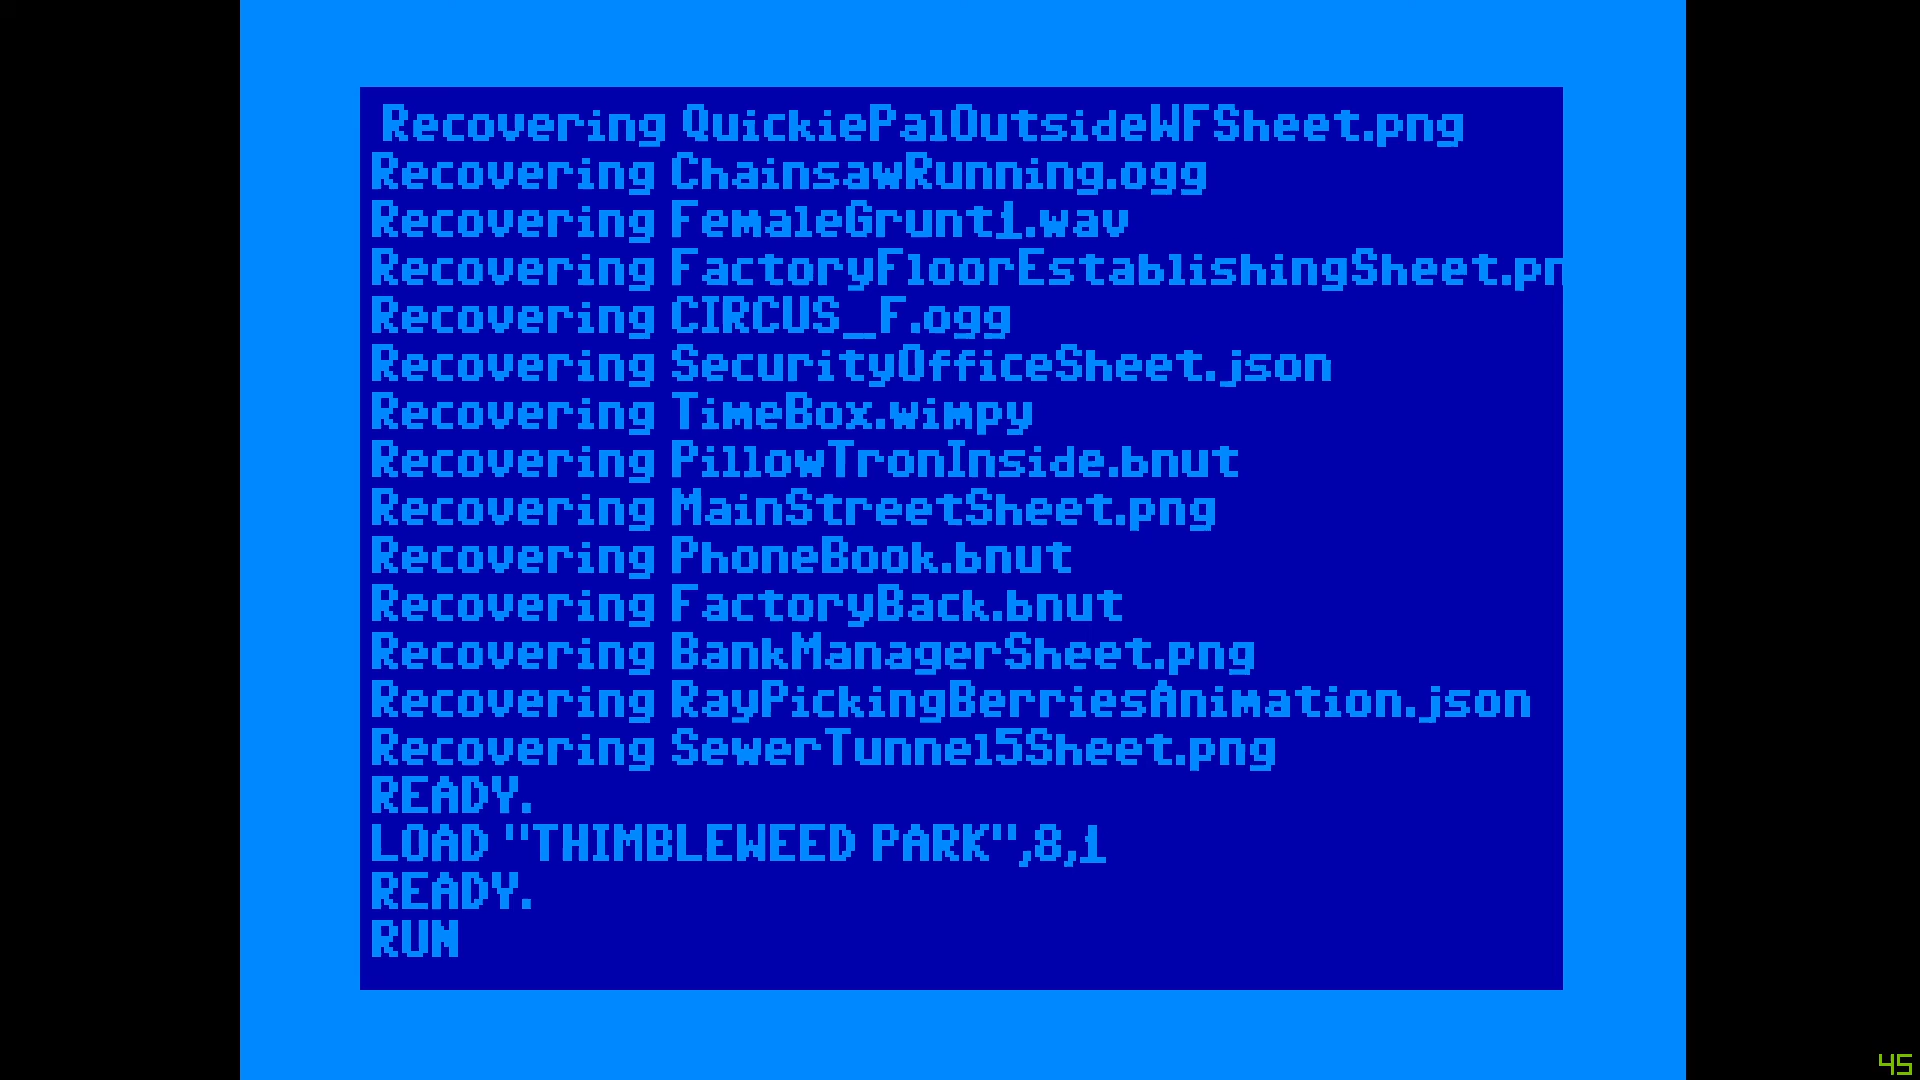 Recovering QuickiePalOutsideWFSheet.png
Recovering ChainsawRunning.ogg
Recovering FemaleGrunt1.wav
Recovering FactoryFloorEstablishingSheet.pn
Recovering CIRCUS_F.ogg
Recovering SecurityOfficeSheet.json
Recovering TimeBox.wimpy
Recovering PillowTronInside.bnut
Recovering MainStreetSheet.png
Recovering PhoneBook.bnut
Recovering FactoryBack.bnut
Recovering BankManagerSheet.png
Recovering RayPickingBerriesAnimation.json
Recovering SewerTunnel5Sheet.png
READY.
LOAD "THIMBLEWEED PARK",8,1
READY.
RUN
45